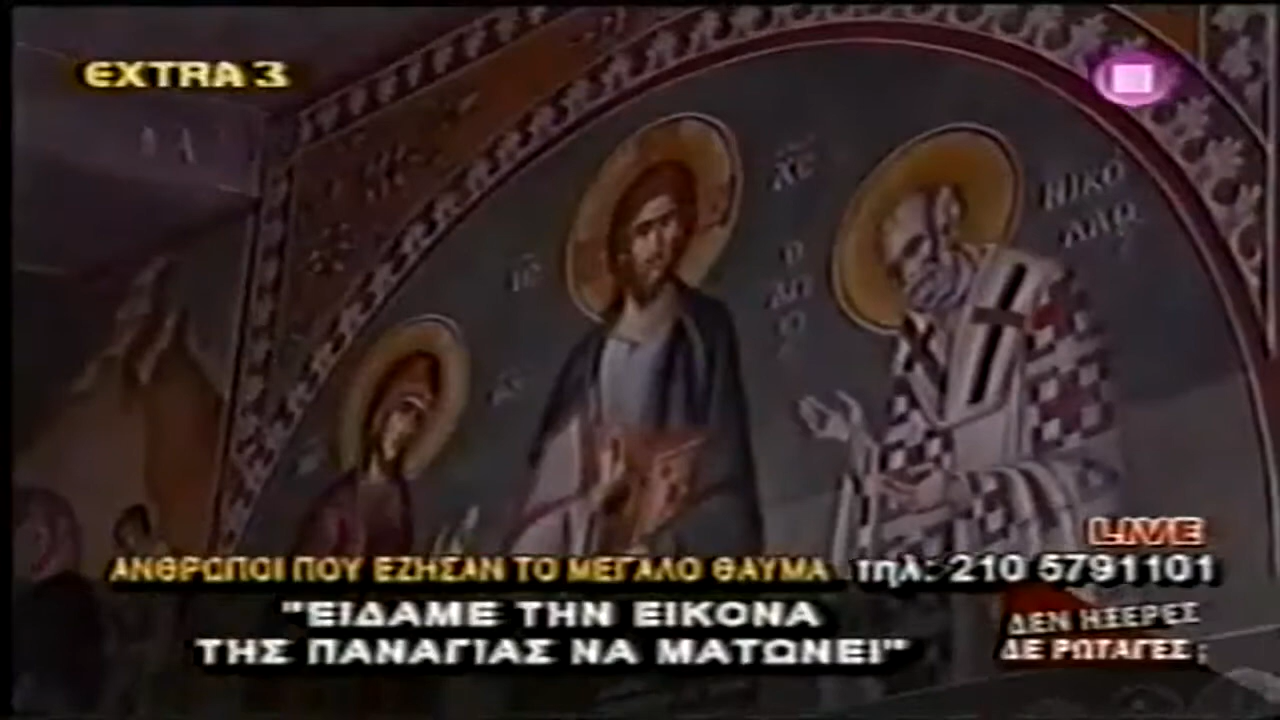 EXTRA 3
ΝΙΚΟ
ΛΑΟς
LIVE
ΑΝΘΡΩΠΟΙ ΠΟΥ ΕΖΗΣΑΝ ΤΟ ΜΕΓΑΛΟ ΘΑΥΜΑ τηλ: 210 5791101
"ΕΙΔΑΜΕ ΤΗΝ ΕΙΚΟΝΑ
ΤΗΣ ΠΑΝΑΓΙΑΣ ΝΑ ΜΑΤΩΝΕΙ"
ΔΕΝ ΗΞΕΡΕΣ
ΔΕ ΡΩΤΑΓΕΣ ;